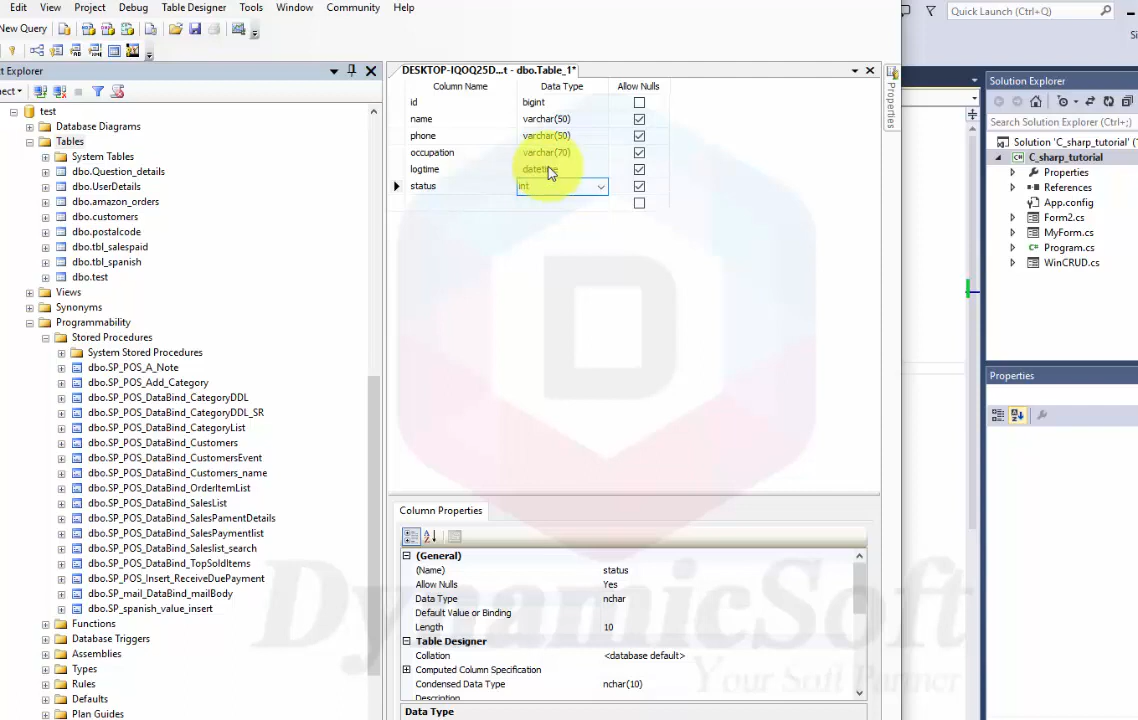 Edit View Project Debug Table Designer Tools Window Community Help
Quick Launch (Ctrl+Q)
New Query
t Explorer
DESKTOP-IQOQ25D...t - dbo.Table_1*
Solution Explorer
Properties
Column Name Data Type Allow Nulls
id bigint
name varchar(50)
phone varchar(50)
occupation varchar(70)
logtime
status int
test
Database Diagrams
Tables
System Tables
dbo.Question_details
dbo.UserDetails
dbo.amazon_orders
dbo.customers
dbo.postalcode
dbo.tbl_salespaid
dbo.tbl_spanish
dbo.test
Views
Synonyms
Programmability
Stored Procedures
System Stored Procedures
dbo.SP_POS_A_Note
dbo.SP_POS_Add_Category
dbo.SP_POS_DataBind_CategoryDDL
dbo.SP_POS_DataBind_CategoryDDL_SR
dbo.SP_POS_DataBind_CategoryList
dbo.SP_POS_DataBind_Customers
dbo.SP_POS_DataBind_CustomersEvent
dbo.SP_POS_DataBind_Customers_name
dbo.SP_POS_DataBind_OrderItemList
dbo.SP_POS_DataBind_SalesList
dbo.SP_POS_DataBind_SalesPamentDetails
dbo.SP_POS_DataBind_SalesPaymentlist
dbo.SP_POS_DataBind_Saleslist_search
dbo.SP_POS_DataBind_TopSoldItems
dbo.SP_POS_Insert_ReceiveDuePayment
dbo.SP_mail_DataBind_mailBody
dbo.SP_spanish_value_insert
Functions
Database Triggers
Assemblies
Types
Rules
Defaults
Plan Guides
Column Properties
(General)
(Name) status
Allow Nulls Yes
Data Type nchar
Default Value or Binding
Length 10
Table Designer
Collation <database default>
Computed Column Specification
Condensed Data Type nchar(10)
Description
Data Type
Search Solution Explorer (Ctrl+;)
Solution 'C_sharp_tutorial' (1
C_sharp_tutorial
Properties
References
App.config
Form2.cs
MyForm.cs
Program.cs
WinCRUD.cs
Properties
DynamicSoft
Your Soft Partner
D